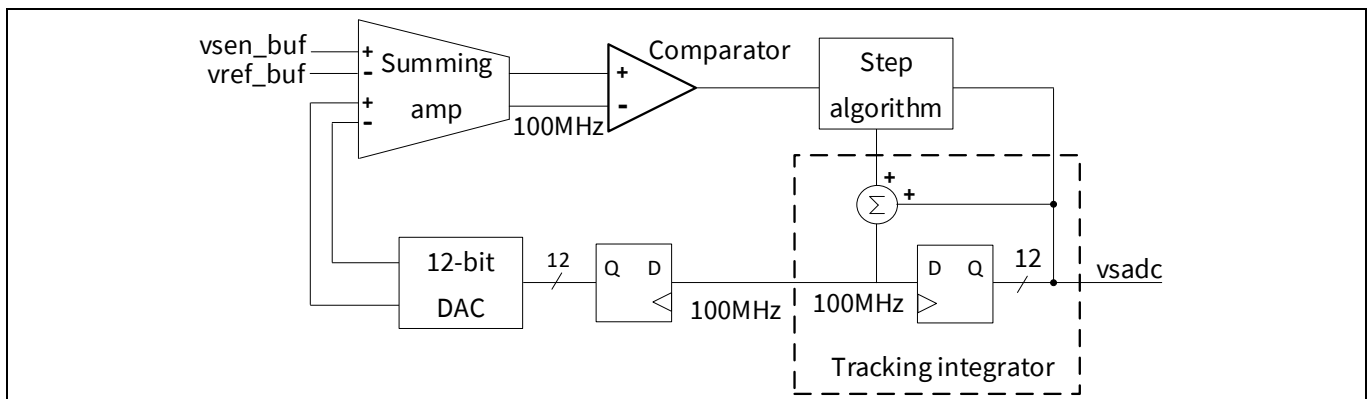 vsen_buf
vref_buf
+
-
+
-
Summing
amp
100MHz
Comparator
+
-
Step
algorithm
+
+
Σ
12-bit
DAC
12
Q D
100MHz
100MHz
D Q
12
vsadc
Tracking integrator